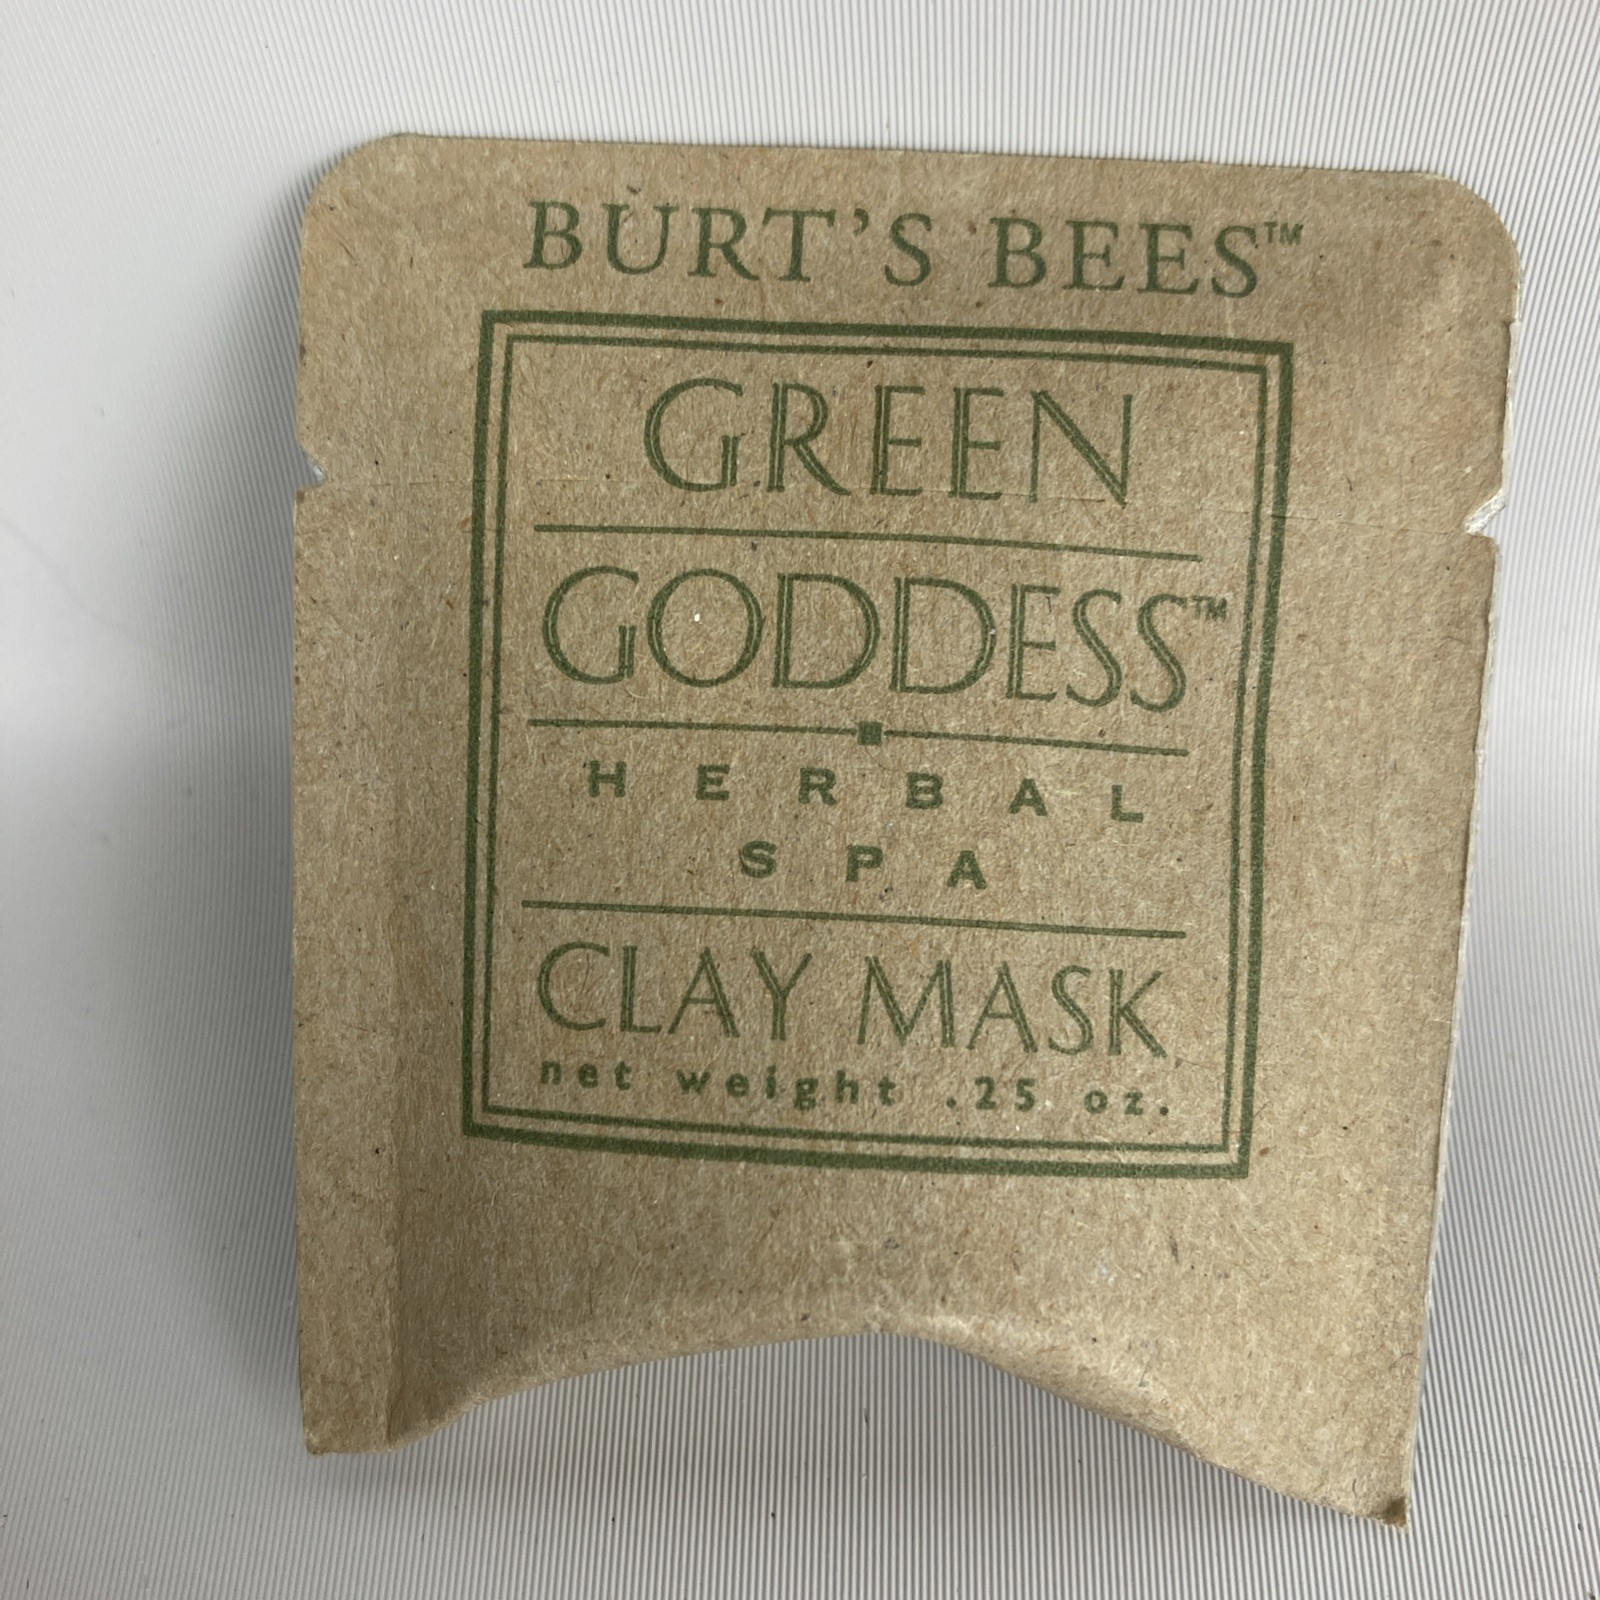 BURT'S BEES™
GREEN
GODDESS™
HERBAL
SPA
CLAY MASK
net weight .25 oz.